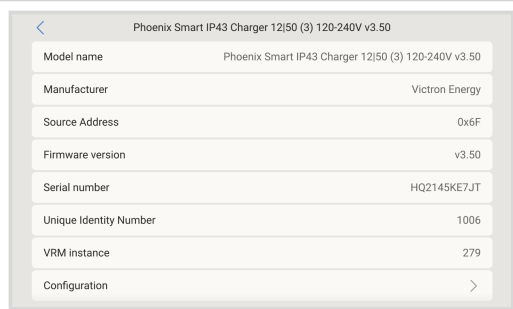 Phoenix Smart IP43 Charger 12|50 (3) 120-240V v3.50
Model name Phoenix Smart IP43 Charger 12|50 (3) 120-240V v3.50
Manufacturer Victron Energy
Source Address 0x6F
Firmware version v3.50
Serial number HQ2145KE7JT
Unique Identity Number 1006
VRM instance 279
Configuration